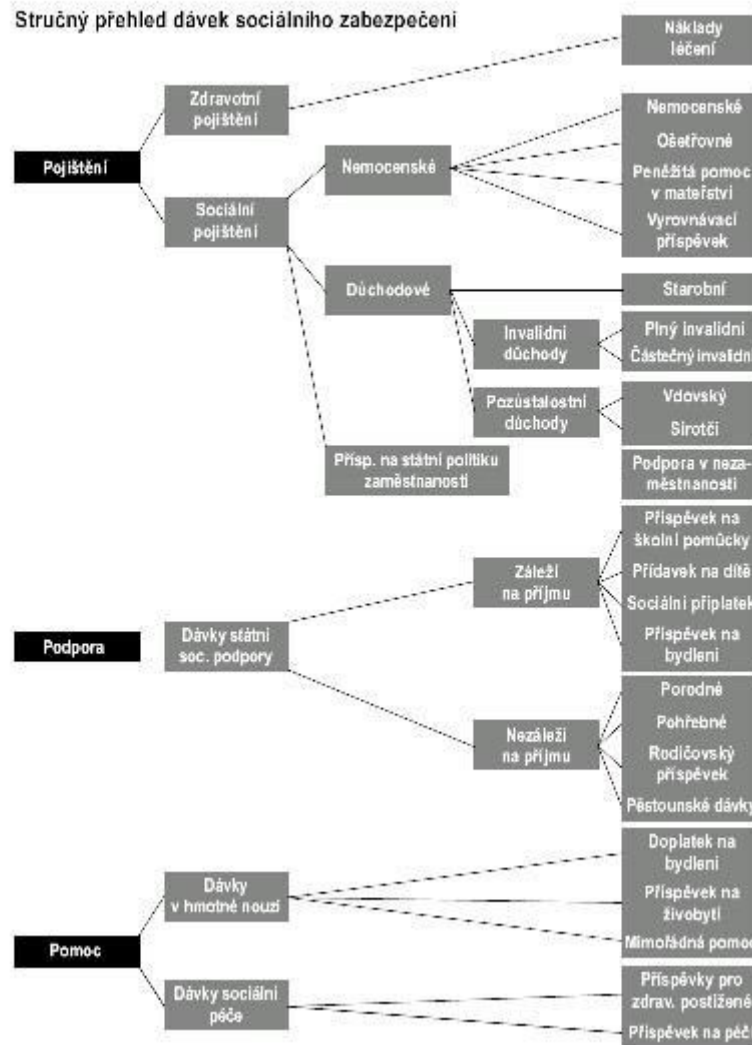 Stručný přehled dávek sociálního zabezpečení
Náklady
léčení
Zdravotní
pojištění
Pojištění
Nemocenské
Nemocenské
Ošetřovné
Peněžitá pomoc
v mateřství
Vyrovnávací
příspěvek
Sociální
pojištění
Důchodové
Starobní
Invalidní
důchody
Plný invalidní
Částečný invalidn
Pozůstalostní
důchody
Vdovský
Sirotčí
Přísp. na státní politiku
zaměstnanosti
Podpora v neza-
městnanosti
Příspěvek na
školní pomůcky
Záleží
na příjmu
Přídavek na dítě
Sociální příplatek
Příspěvek na
bydlení
Podpora
Dávky státní
soc. podpory
Porodné
Nezáleží
na příjmu
Pohřebné
Rodičovský
příspěvek
Pěstounské dávky
Doplatek na
bydlení
Dávky
v hmotné nouzi
Příspěvek na
živobytí
Mimořádná pomoc
Pomoc
Dávky sociální
péče
Příspěvky pro
zdrav. postižené
Příspěvek na péči